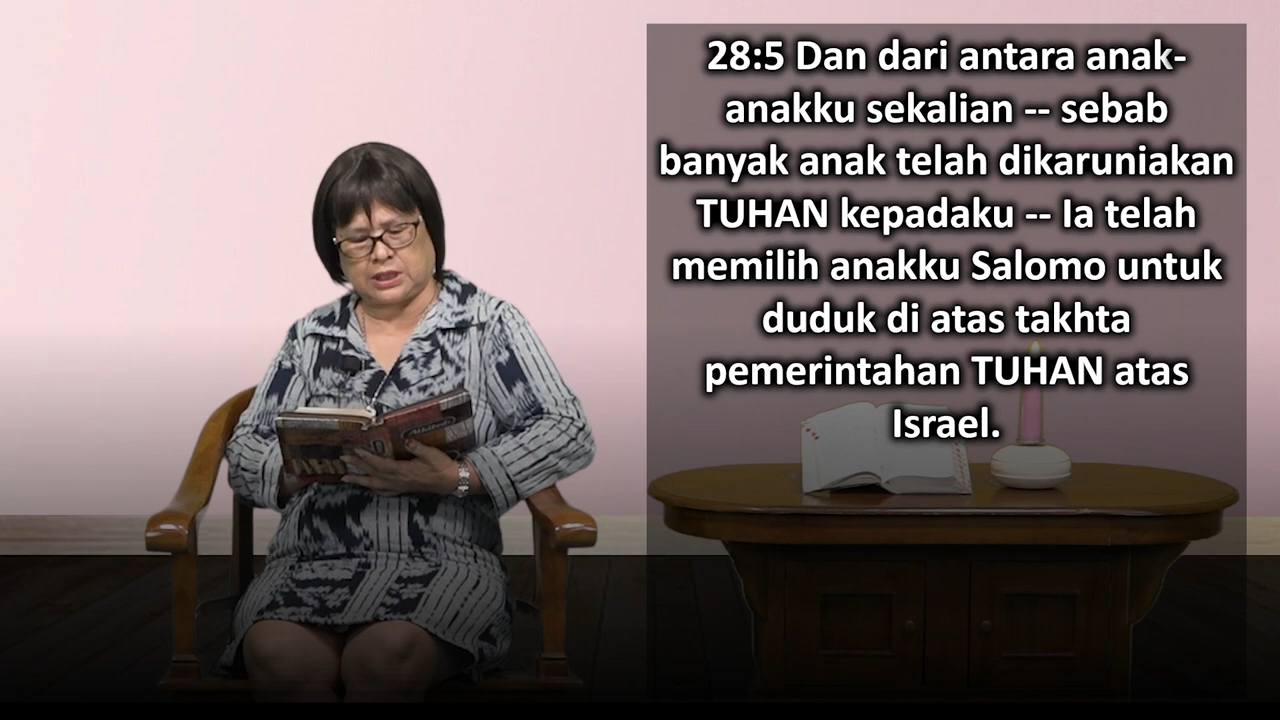 28:5 Dan dari antara anak-
anakku sekalian -- sebab
banyak anak telah dikaruniakan
TUHAN kepadaku -- Ia telah
memilih anakku Salomo untuk
duduk di atas takhta
pemerintahan TUHAN atas
Israel.
Alkitab